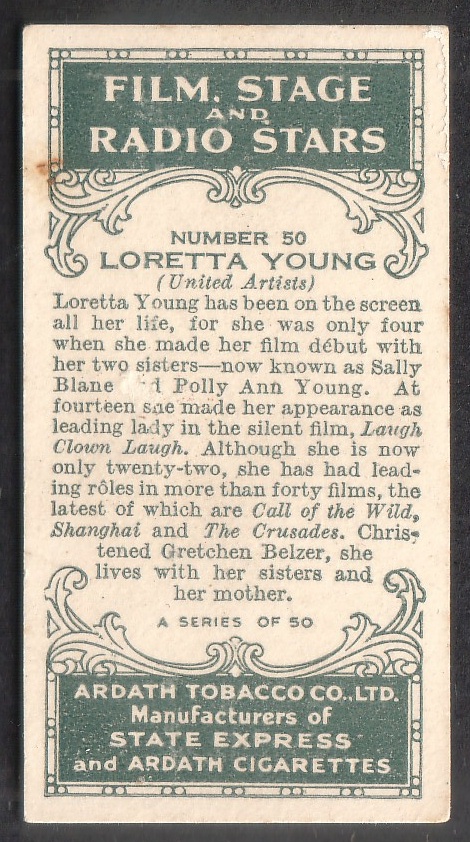 FILM, STAGE
AND
RADIO STARS
NUMBER 50
LORETTA YOUNG
(United Artists)
Loretta Young has been on the screen
all her life, for she was only four
when she made her film début with
her two sisters—now known as Sally
Blane and Polly Ann Young. At
fourteen she made her appearance as
leading lady in the silent film, Laugh
Clown Laugh. Although she is now
only twenty-two, she has had lead-
ing rôles in more than forty films, the
latest of which are Call of the Wild,
Shanghai and The Crusades. Chris-
tened Gretchen Belzer, she
lives with her sisters and
her mother.
A SERIES OF 50
ARDATH TOBACCO CO., LTD.
Manufacturers of
STATE EXPRESS
and ARDATH CIGARETTES